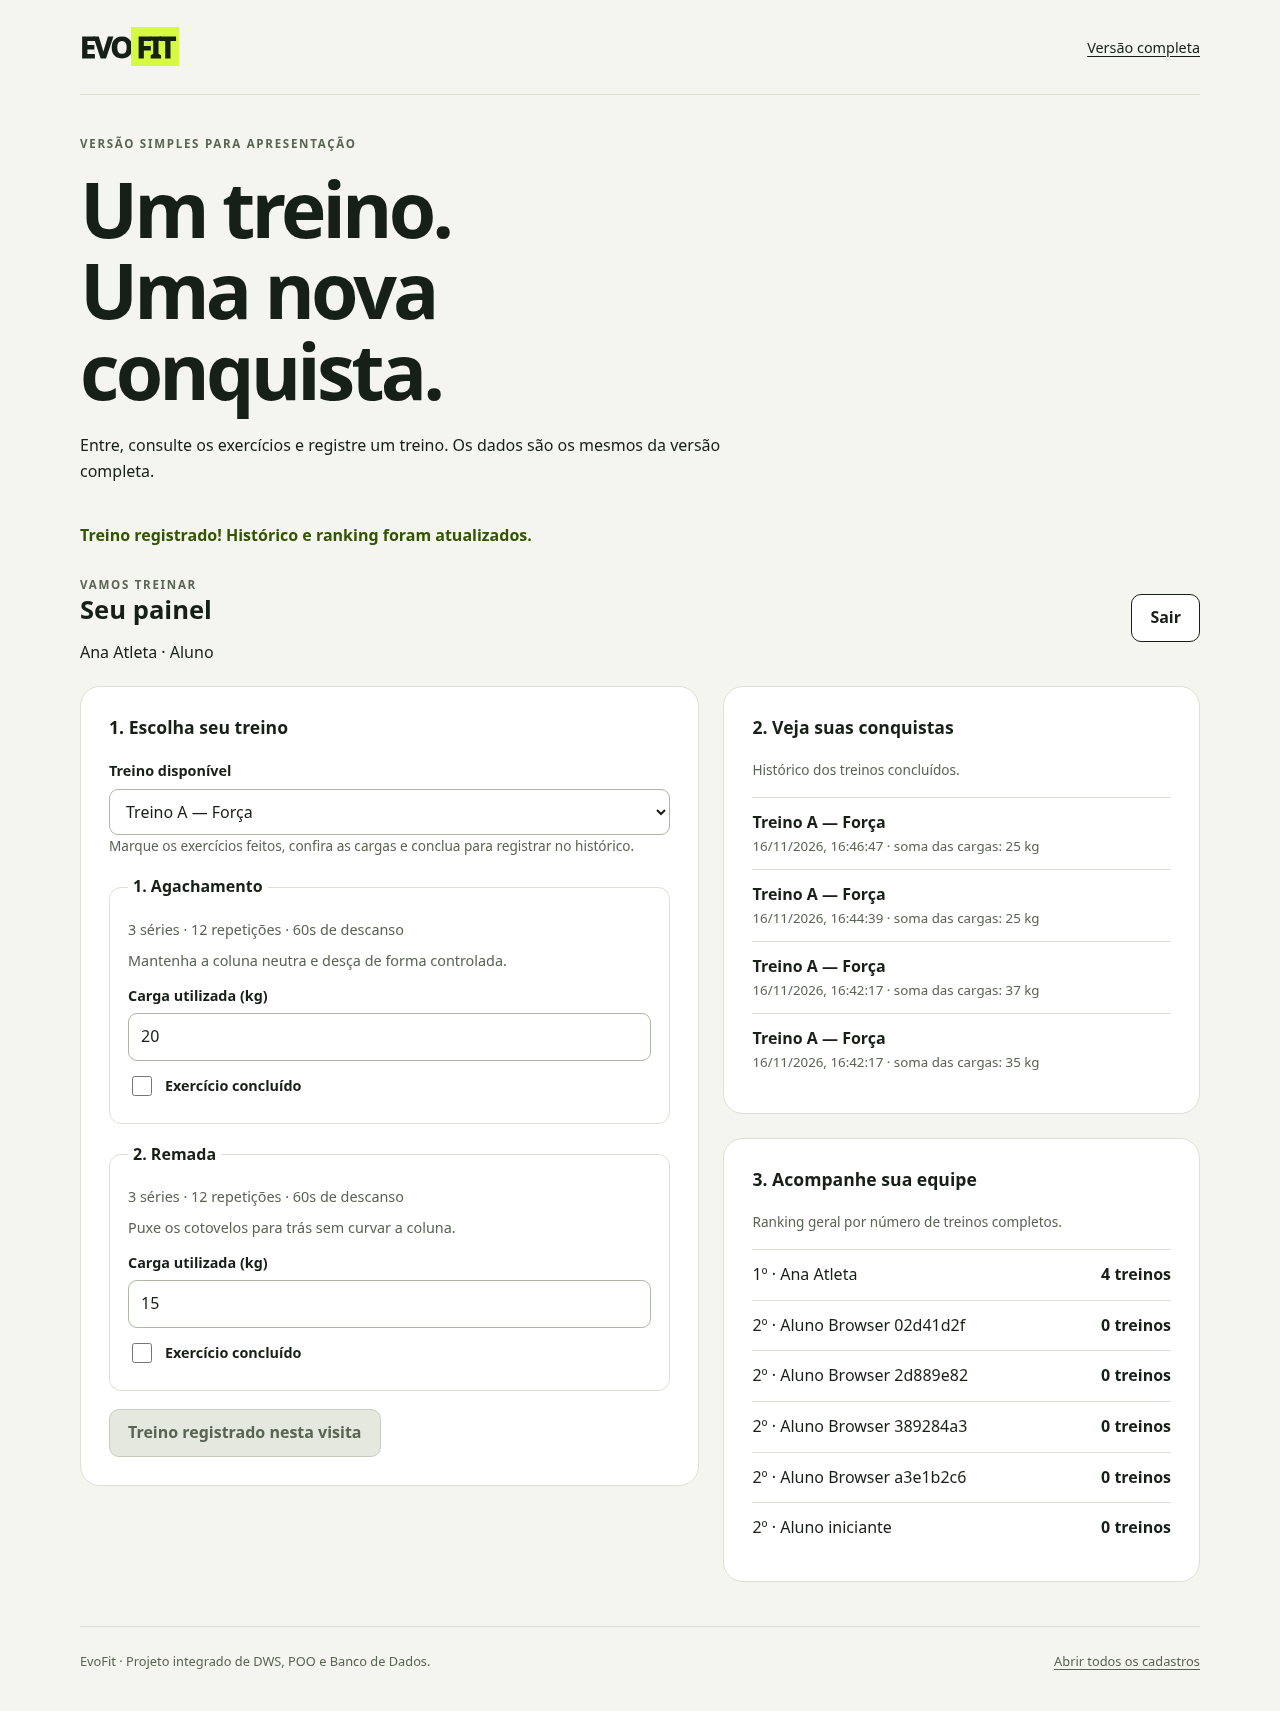 EVO FIT
Versão completa
VERSÃO SIMPLES PARA APRESENTAÇÃO
Um treino.
Uma nova
conquista.
Entre, consulte os exercícios e registre um treino. Os dados são os mesmos da versão
completa.
Treino registrado! Histórico e ranking foram atualizados.
VAMOS TREINAR
Seu painel
Ana Atleta · Aluno
Sair
1. Escolha seu treino
Treino disponível
Treino A — Força
Marque os exercícios feitos, confira as cargas e conclua para registrar no histórico.
1. Agachamento
3 séries · 12 repetições · 60s de descanso
Mantenha a coluna neutra e desça de forma controlada.
Carga utilizada (kg)
20
Exercício concluído
2. Remada
3 séries · 12 repetições · 60s de descanso
Puxe os cotovelos para trás sem curvar a coluna.
Carga utilizada (kg)
15
Exercício concluído
Treino registrado nesta visita
2. Veja suas conquistas
Histórico dos treinos concluídos.
Treino A — Força
16/11/2026, 16:46:47 · soma das cargas: 25 kg
Treino A — Força
16/11/2026, 16:44:39 · soma das cargas: 25 kg
Treino A — Força
16/11/2026, 16:42:17 · soma das cargas: 37 kg
Treino A — Força
16/11/2026, 16:42:17 · soma das cargas: 35 kg
3. Acompanhe sua equipe
Ranking geral por número de treinos completos.
1º · Ana Atleta 4 treinos
2º · Aluno Browser 02d41d2f 0 treinos
2º · Aluno Browser 2d889e82 0 treinos
2º · Aluno Browser 389284a3 0 treinos
2º · Aluno Browser a3e1b2c6 0 treinos
2º · Aluno iniciante 0 treinos
EvoFit · Projeto integrado de DWS, POO e Banco de Dados.
Abrir todos os cadastros